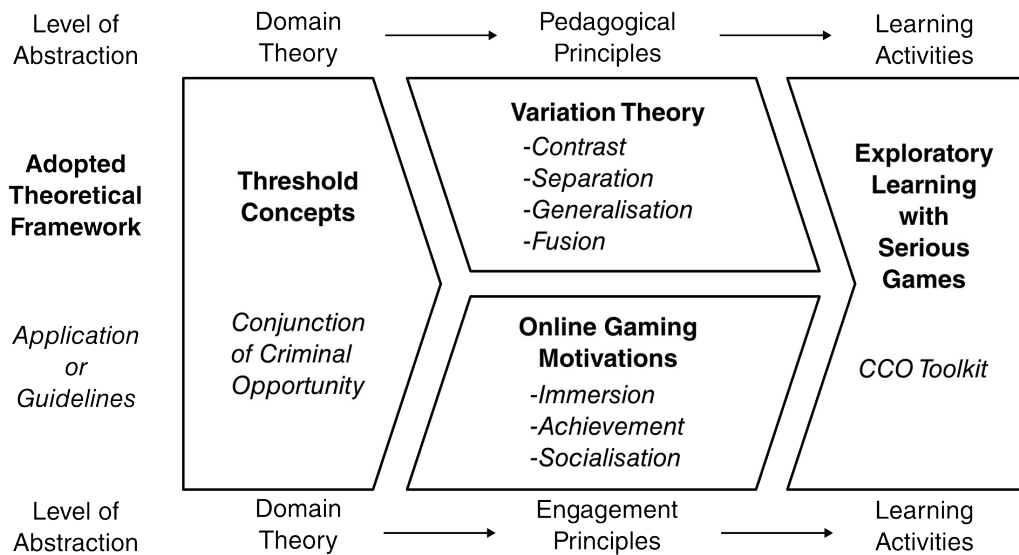 Level of
Abstraction
Domain
Theory
Pedagogical
Principles
Learning
Activities
Adopted
Theoretical
Framework
Application
or
Guidelines
Threshold
Concepts
Conjunction
of Criminal
Opportunity
Variation Theory
-Contrast
-Separation
-Generalisation
-Fusion
Online Gaming
Motivations
-Immersion
-Achievement
-Socialisation
Exploratory
Learning
with
Serious
Games
CCO Toolkit
Level of
Abstraction
Domain
Theory
Engagement
Principles
Learning
Activities